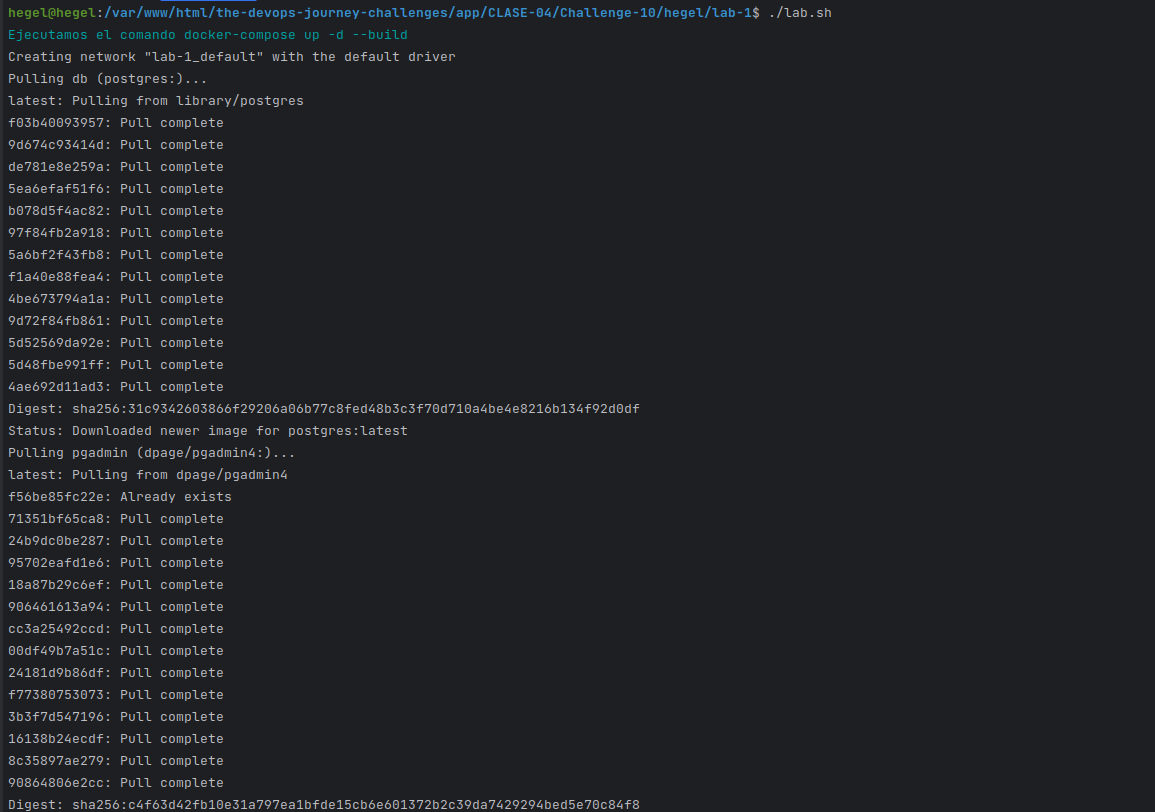 hegel@hegel:/var/www/html/the-devops-journey-challenges/app/CLASE-04/Challenge-10/hegel/lab-1$ ./lab.sh
Ejecutamos el comando docker-compose up -d --build
Creating network "lab-1_default" with the default driver
Pulling db (postgres:)...
latest: Pulling from library/postgres
f03b40093957: Pull complete
9d674c93414d: Pull complete
de781e8e259a: Pull complete
5ea6efaf51f6: Pull complete
b078d5f4ac82: Pull complete
97f84fb2a918: Pull complete
5a6bf2f43fb8: Pull complete
f1a40e88fea4: Pull complete
4be673794a1a: Pull complete
9d72f84fb861: Pull complete
5d52569da92e: Pull complete
5d48fbe991ff: Pull complete
4ae692d11ad3: Pull complete
Digest: sha256:31c9342603866f29206a06b77c8fed48b3c3f70d710a4be4e8216b134f92d0df
Status: Downloaded newer image for postgres:latest
Pulling pgadmin (dpage/pgadmin4:)...
latest: Pulling from dpage/pgadmin4
f56be85fc22e: Already exists
71351bf65ca8: Pull complete
24b9dc0be287: Pull complete
95702eafd1e6: Pull complete
18a87b29c6ef: Pull complete
906461613a94: Pull complete
cc3a25492ccd: Pull complete
00df49b7a51c: Pull complete
24181d9b86df: Pull complete
f77380753073: Pull complete
3b3f7d547196: Pull complete
16138b24ecdf: Pull complete
8c35897ae279: Pull complete
90864806e2cc: Pull complete
Digest: sha256:c4f63d42fb10e31a797ea1bfde15cb6e601372b2c39da7429294bed5e70c84f8